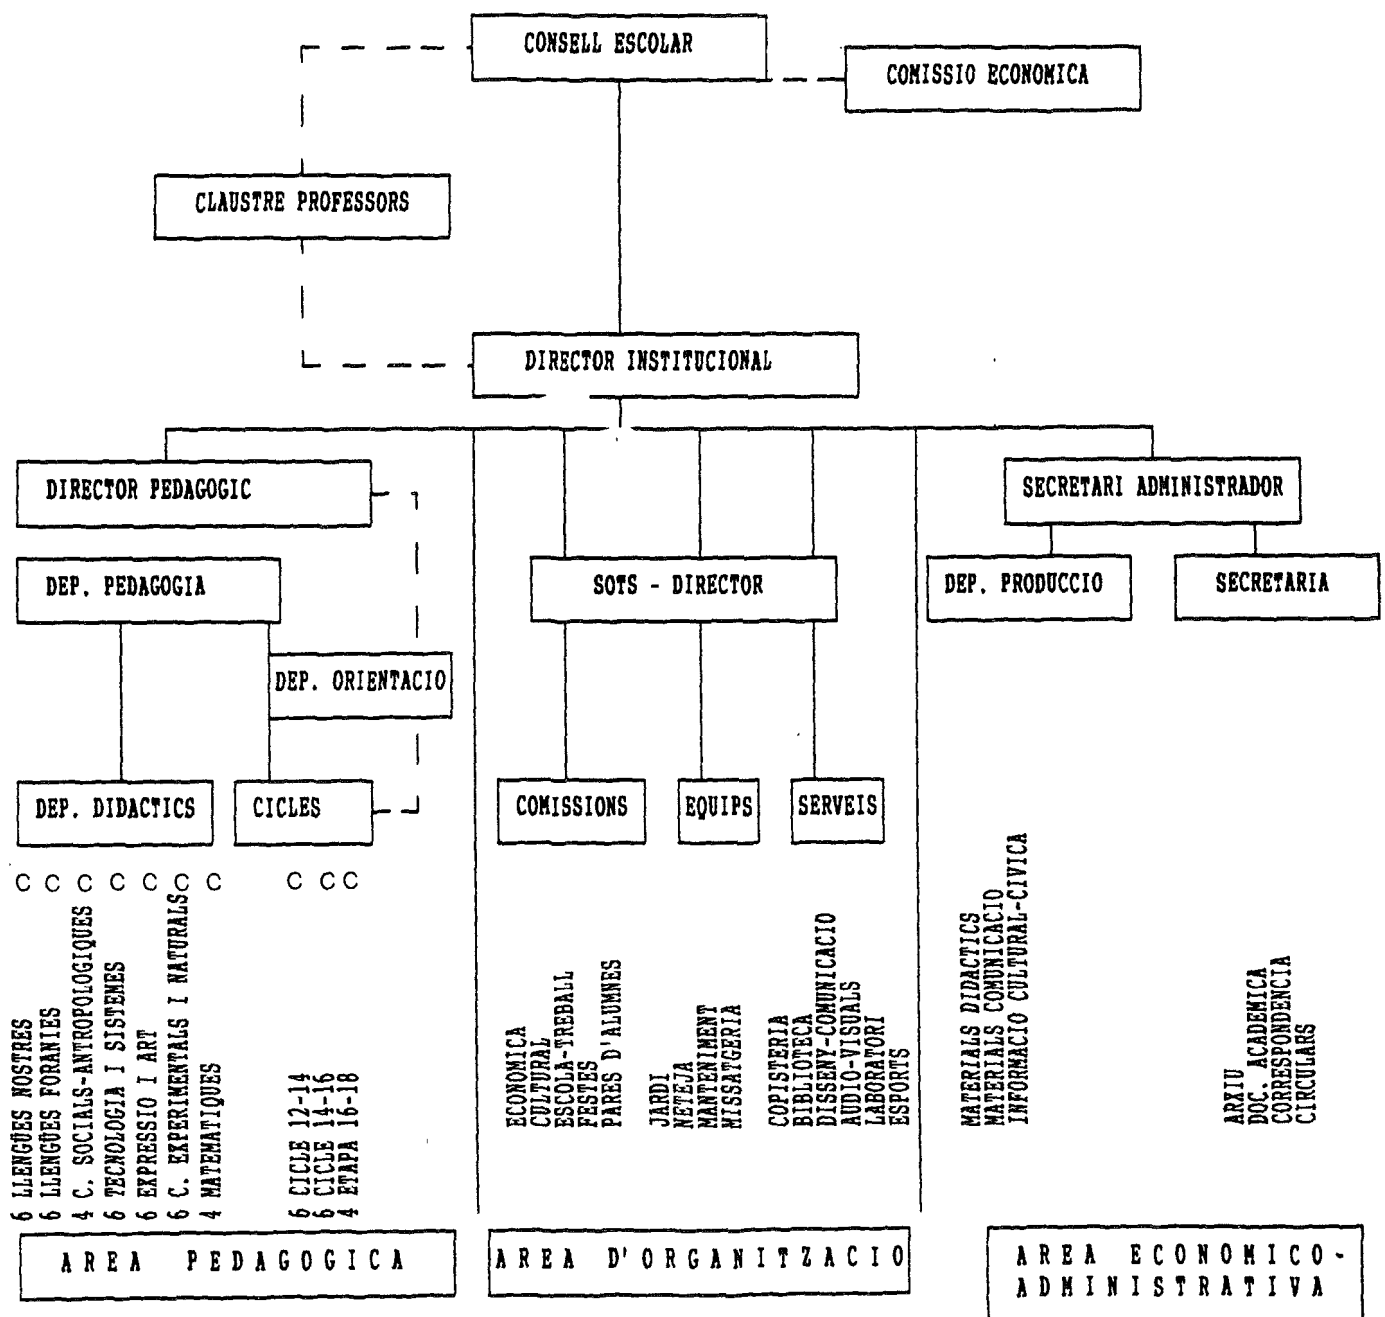 CONSELL ESCOLAR
COMISSIO ECONOMICA
CLAUSTRE PROFESSORS
DIRECTOR INSTITUCIONAL
DIRECTOR PEDAGOGIC
SECRETARI ADMINISTRADOR
DEP. PEDAGOGIA
SOTS - DIRECTOR
DEP. PRODUCCIO
SECRETARIA
DEP. ORIENTACIO
DEP. DIDACTICS
CICLES
COMISSIONS
EQUIPS
SERVEIS
C C C C C C C
C C C
6 LLENGÜES NOSTRES
6 LLENGÜES FORANIES
4 C. SOCIALS-ANTROPOLOGIQUES
6 TECNOLOGIA I SISTEMES
6 EXPRESSIO I ART
6 C. EXPERIMENTALS I NATURALS
4 MATEMATIQUES
6 CICLE 12-14
6 CICLE 14-16
4 ETAPA 16-18
ECONOMICA
CULTURAL
ESCOLA-TREBALL
FESTES
PARES D'ALUMNES
JARDI
NETEJA
MANTENIMENT
MISSATGERIA
COPISTERIA
BIBLIOTECA
DISSENY-COMUNICACIO
AUDIO-VISUALS
LABORATORI
ESPORTS
MATERIALS DIDACTICS
MATERIALS COMUNICACIO
INFORMACIO CULTURAL-CIVICA
ARXIU
DOC. ACADEMICA
CORRESPONDENCIA
CIRCULARS
AREA PEDAGOGICA
AREA D'ORGANITZACIO
AREA ECONOMICO-
ADMINISTRATIVA